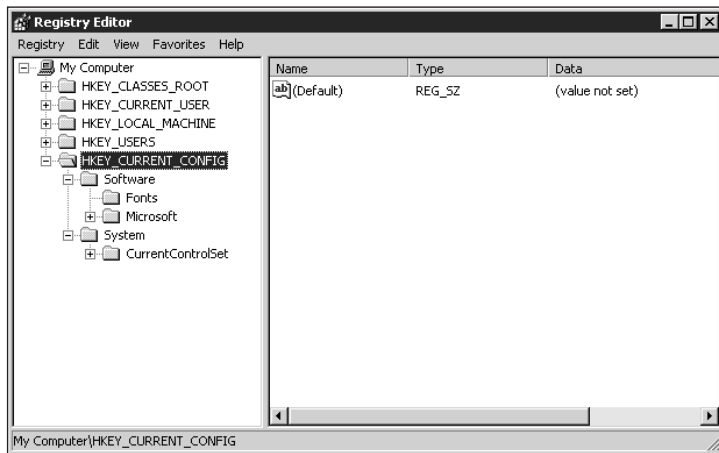 Registry Editor
Registry Edit View Favorites Help
My Computer
HKEY_CLASSES_ROOT
HKEY_CURRENT_USER
HKEY_LOCAL_MACHINE
HKEY_USERS
HKEY_CURRENT_CONFIG
Software
Fonts
Microsoft
System
CurrentControlSet
Name Type Data
ab (Default) REG_SZ (value not set)
My Computer\HKEY_CURRENT_CONFIG